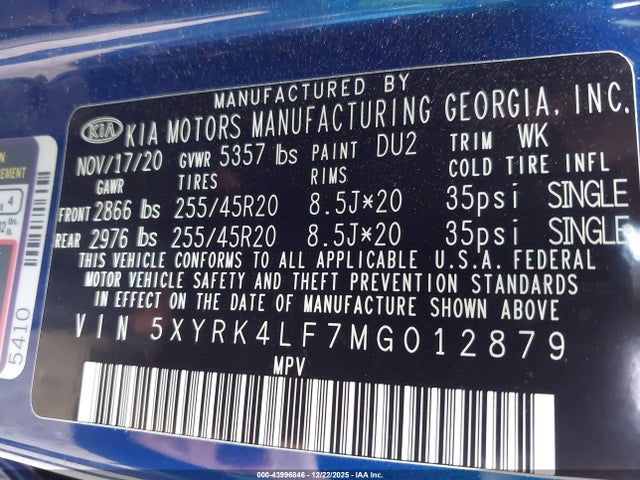 MANUFACTURED BY
KIA KIA MOTORS MANUFACTURING GEORGIA, INC.
NOV/17/20 GVWR 5357 lbs PAINT DU2 TRIM WK
GAWR TIRES RIMS COLD TIRE INFL
FRONT 2866 lbs 255/45R20 8.5J*20 35psi SINGLE
REAR 2976 lbs 255/45R20 8.5J*20 35psi SINGLE
THIS VEHICLE CONFORMS TO ALL APPLICABLE U.S.A. FEDERAL
MOTOR VEHICLE SAFETY AND THEFT PREVENTION STANDARDS
IN EFFECT ON THE DATE OF MANUFACTURE SHOWN ABOVE
VIN 5XYRK4LF7MG012879
MPV
5410
4
lbs.
000-43996846 - 12/22/2025 - IAA Inc.